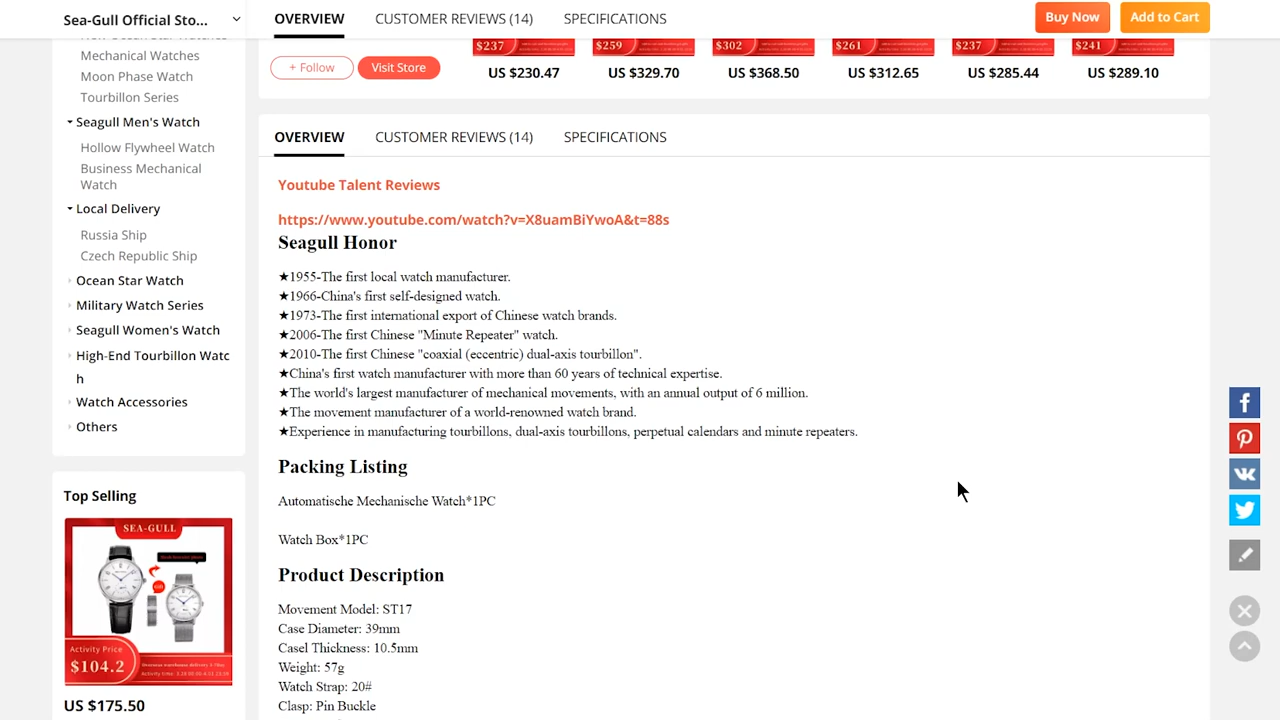 Sea-Gull Official Sto...
OVERVIEW
CUSTOMER REVIEWS (14)
SPECIFICATIONS
Buy Now
Add to Cart
Mechanical Watches
Moon Phase Watch
Tourbillon Series
Seagull Men's Watch
Hollow Flywheel Watch
Business Mechanical
Watch
Local Delivery
Russia Ship
Czech Republic Ship
Ocean Star Watch
Military Watch Series
Seagull Women's Watch
High-End Tourbillon Watc
h
Watch Accessories
Others
Top Selling
SEA-GULL
Activity Price
$104.2
US $175.50
+ Follow
Visit Store
$237
$259
$302
$261
$237
$241
US $230.47
US $329.70
US $368.50
US $312.65
US $285.44
US $289.10
OVERVIEW
CUSTOMER REVIEWS (14)
SPECIFICATIONS
Youtube Talent Reviews
https://www.youtube.com/watch?v=X8uamBiYwoA&t=88s
Seagull Honor
★1955-The first local watch manufacturer.
★1966-China's first self-designed watch.
★1973-The first international export of Chinese watch brands.
★2006-The first Chinese "Minute Repeater" watch.
★2010-The first Chinese "coaxial (eccentric) dual-axis tourbillon".
★China's first watch manufacturer with more than 60 years of technical expertise.
★The world's largest manufacturer of mechanical movements, with an annual output of 6 million.
★The movement manufacturer of a world-renowned watch brand.
★Experience in manufacturing tourbillons, dual-axis tourbillons, perpetual calendars and minute repeaters.
Packing Listing
Automatische Mechanische Watch*1PC
Watch Box*1PC
Product Description
Movement Model: ST17
Case Diameter: 39mm
Casel Thickness: 10.5mm
Weight: 57g
Watch Strap: 20#
Clasp: Pin Buckle